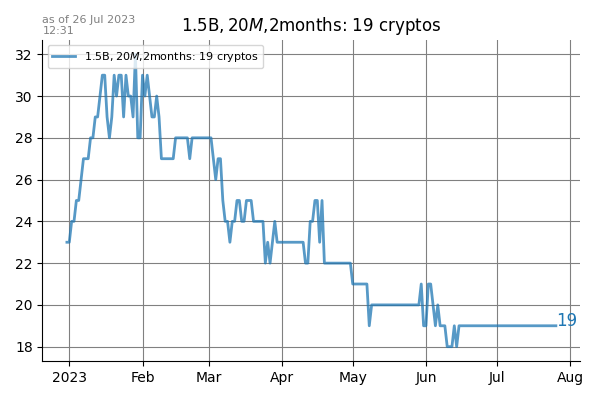 as of 26 Jul 2023
12:31
1.5B, 20M,2months: 19 cryptos
1.5B, 20M,2months: 19 cryptos
32
30
28
26
24
22
20
18
19
2023 Feb Mar Apr May Jun Jul Aug